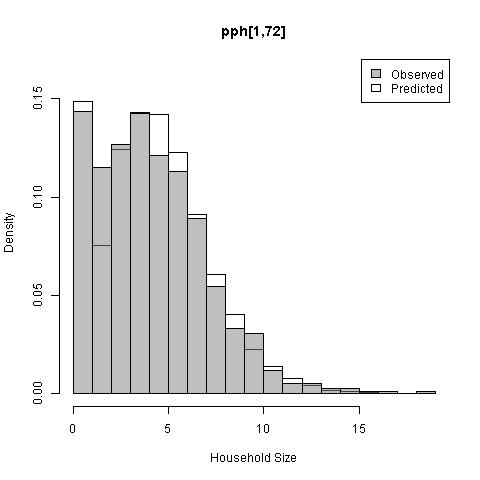 pph[1,72]
Observed
Predicted
Density
0.15
0.10
0.05
0.00
0 5 10 15
Household Size